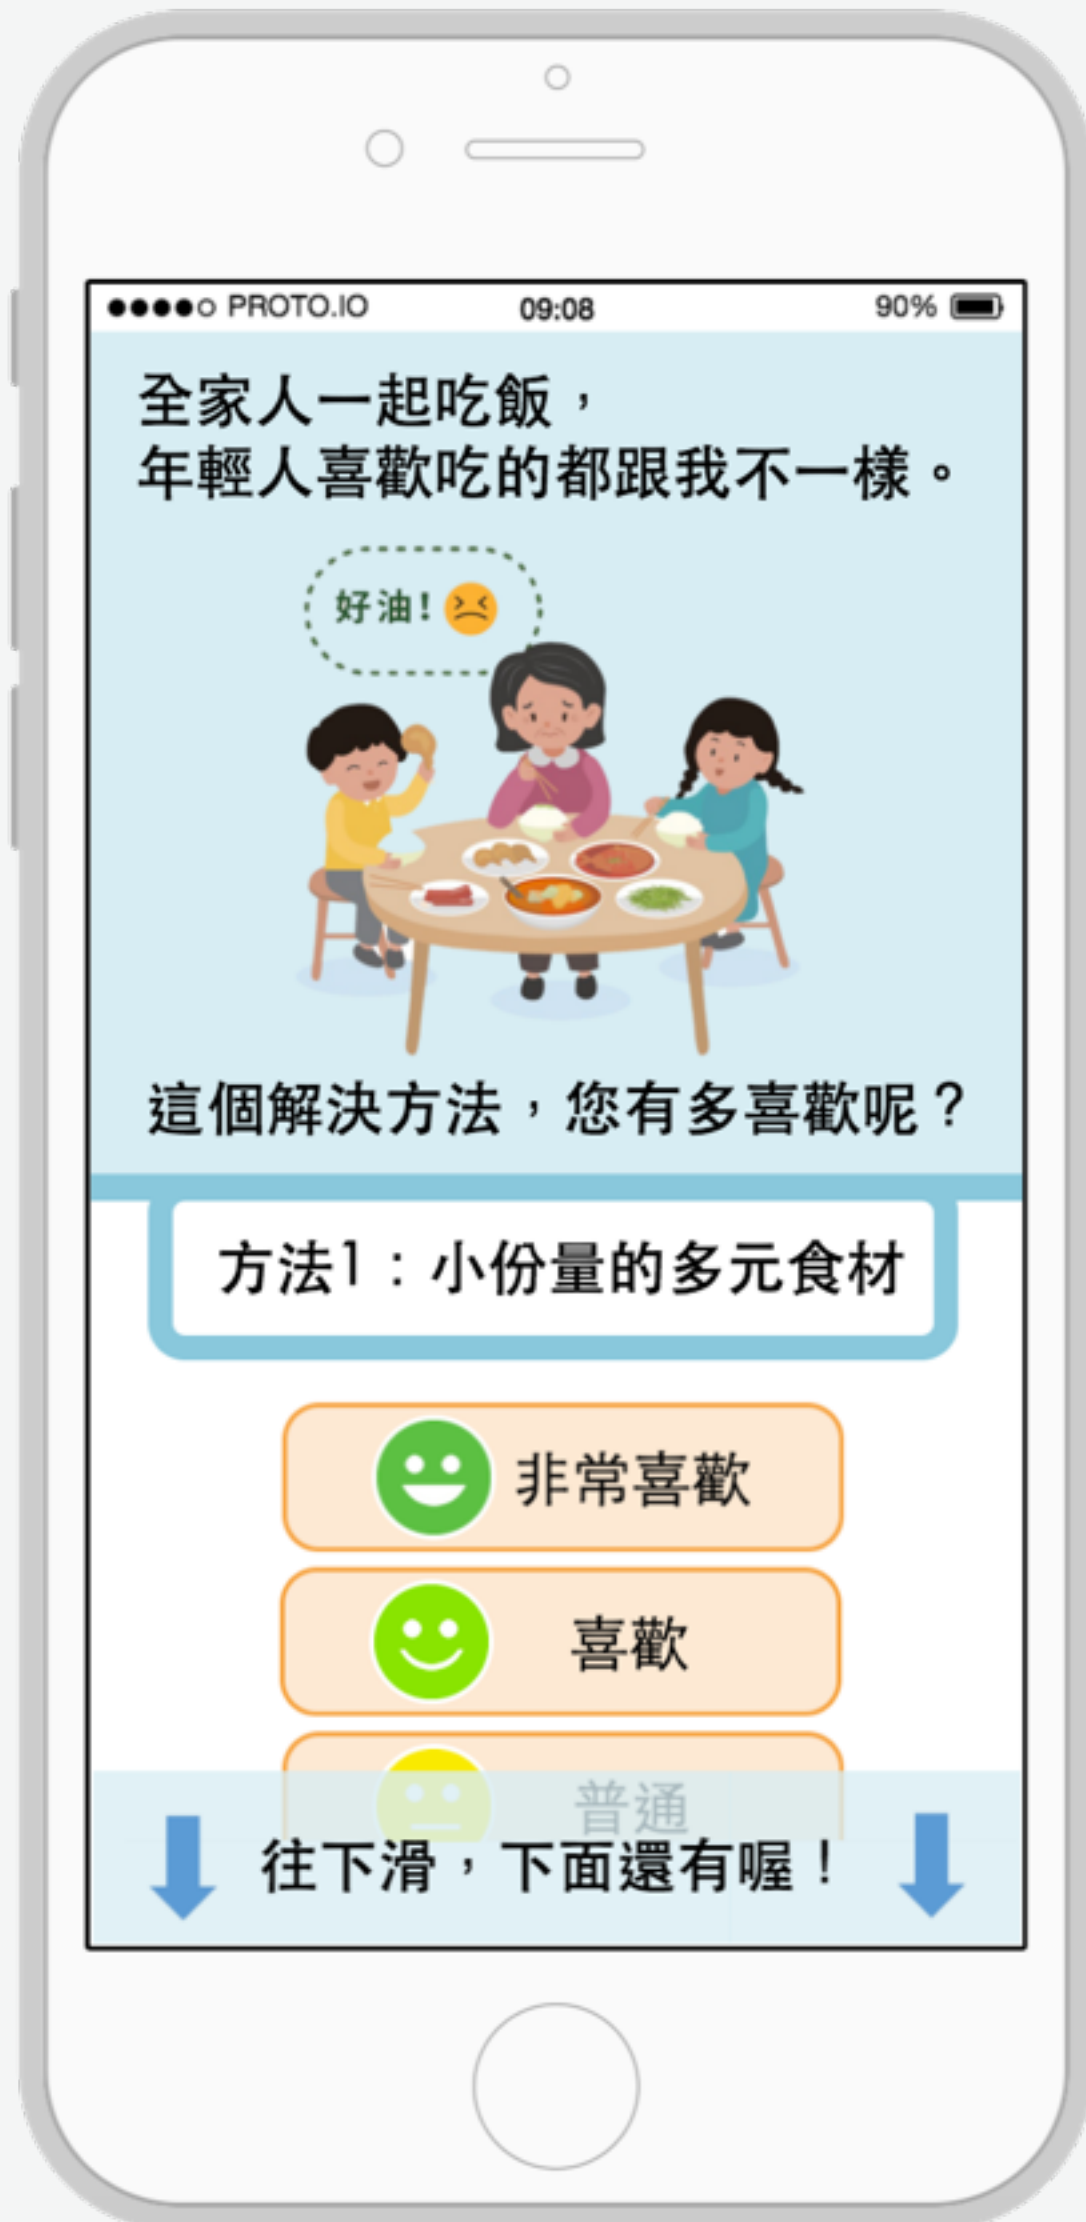 PROTO.IO 09:08 90%
全家人一起吃飯，
年輕人喜歡吃的都跟我不一樣。
好油!
這個解決方法，您有多喜歡呢？
方法1：小份量的多元食材
非常喜歡
喜歡
普通
往下滑，下面還有喔！